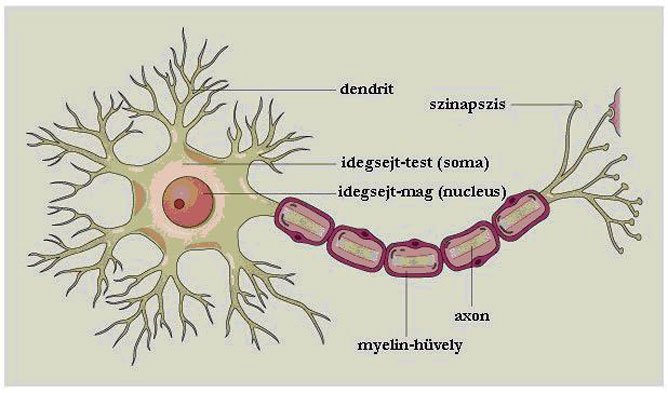 dendrit
szinapszis
idegsejt-test (soma)
idegsejt-mag (nucleus)
axon
myelin-hüvely